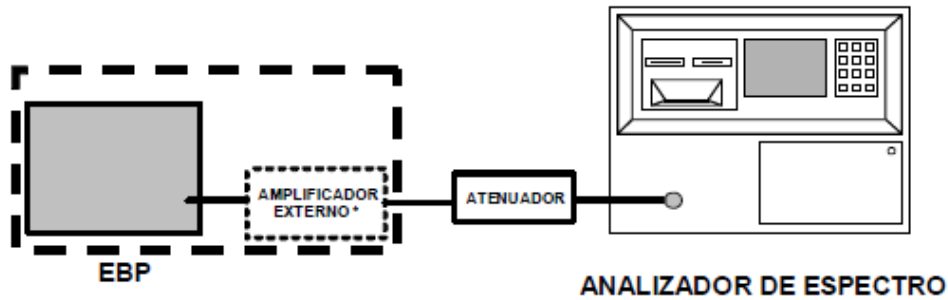 AMPLIFICADOR
EXTERNO*
ATENUADOR
EBP
ANALIZADOR DE ESPECTRO